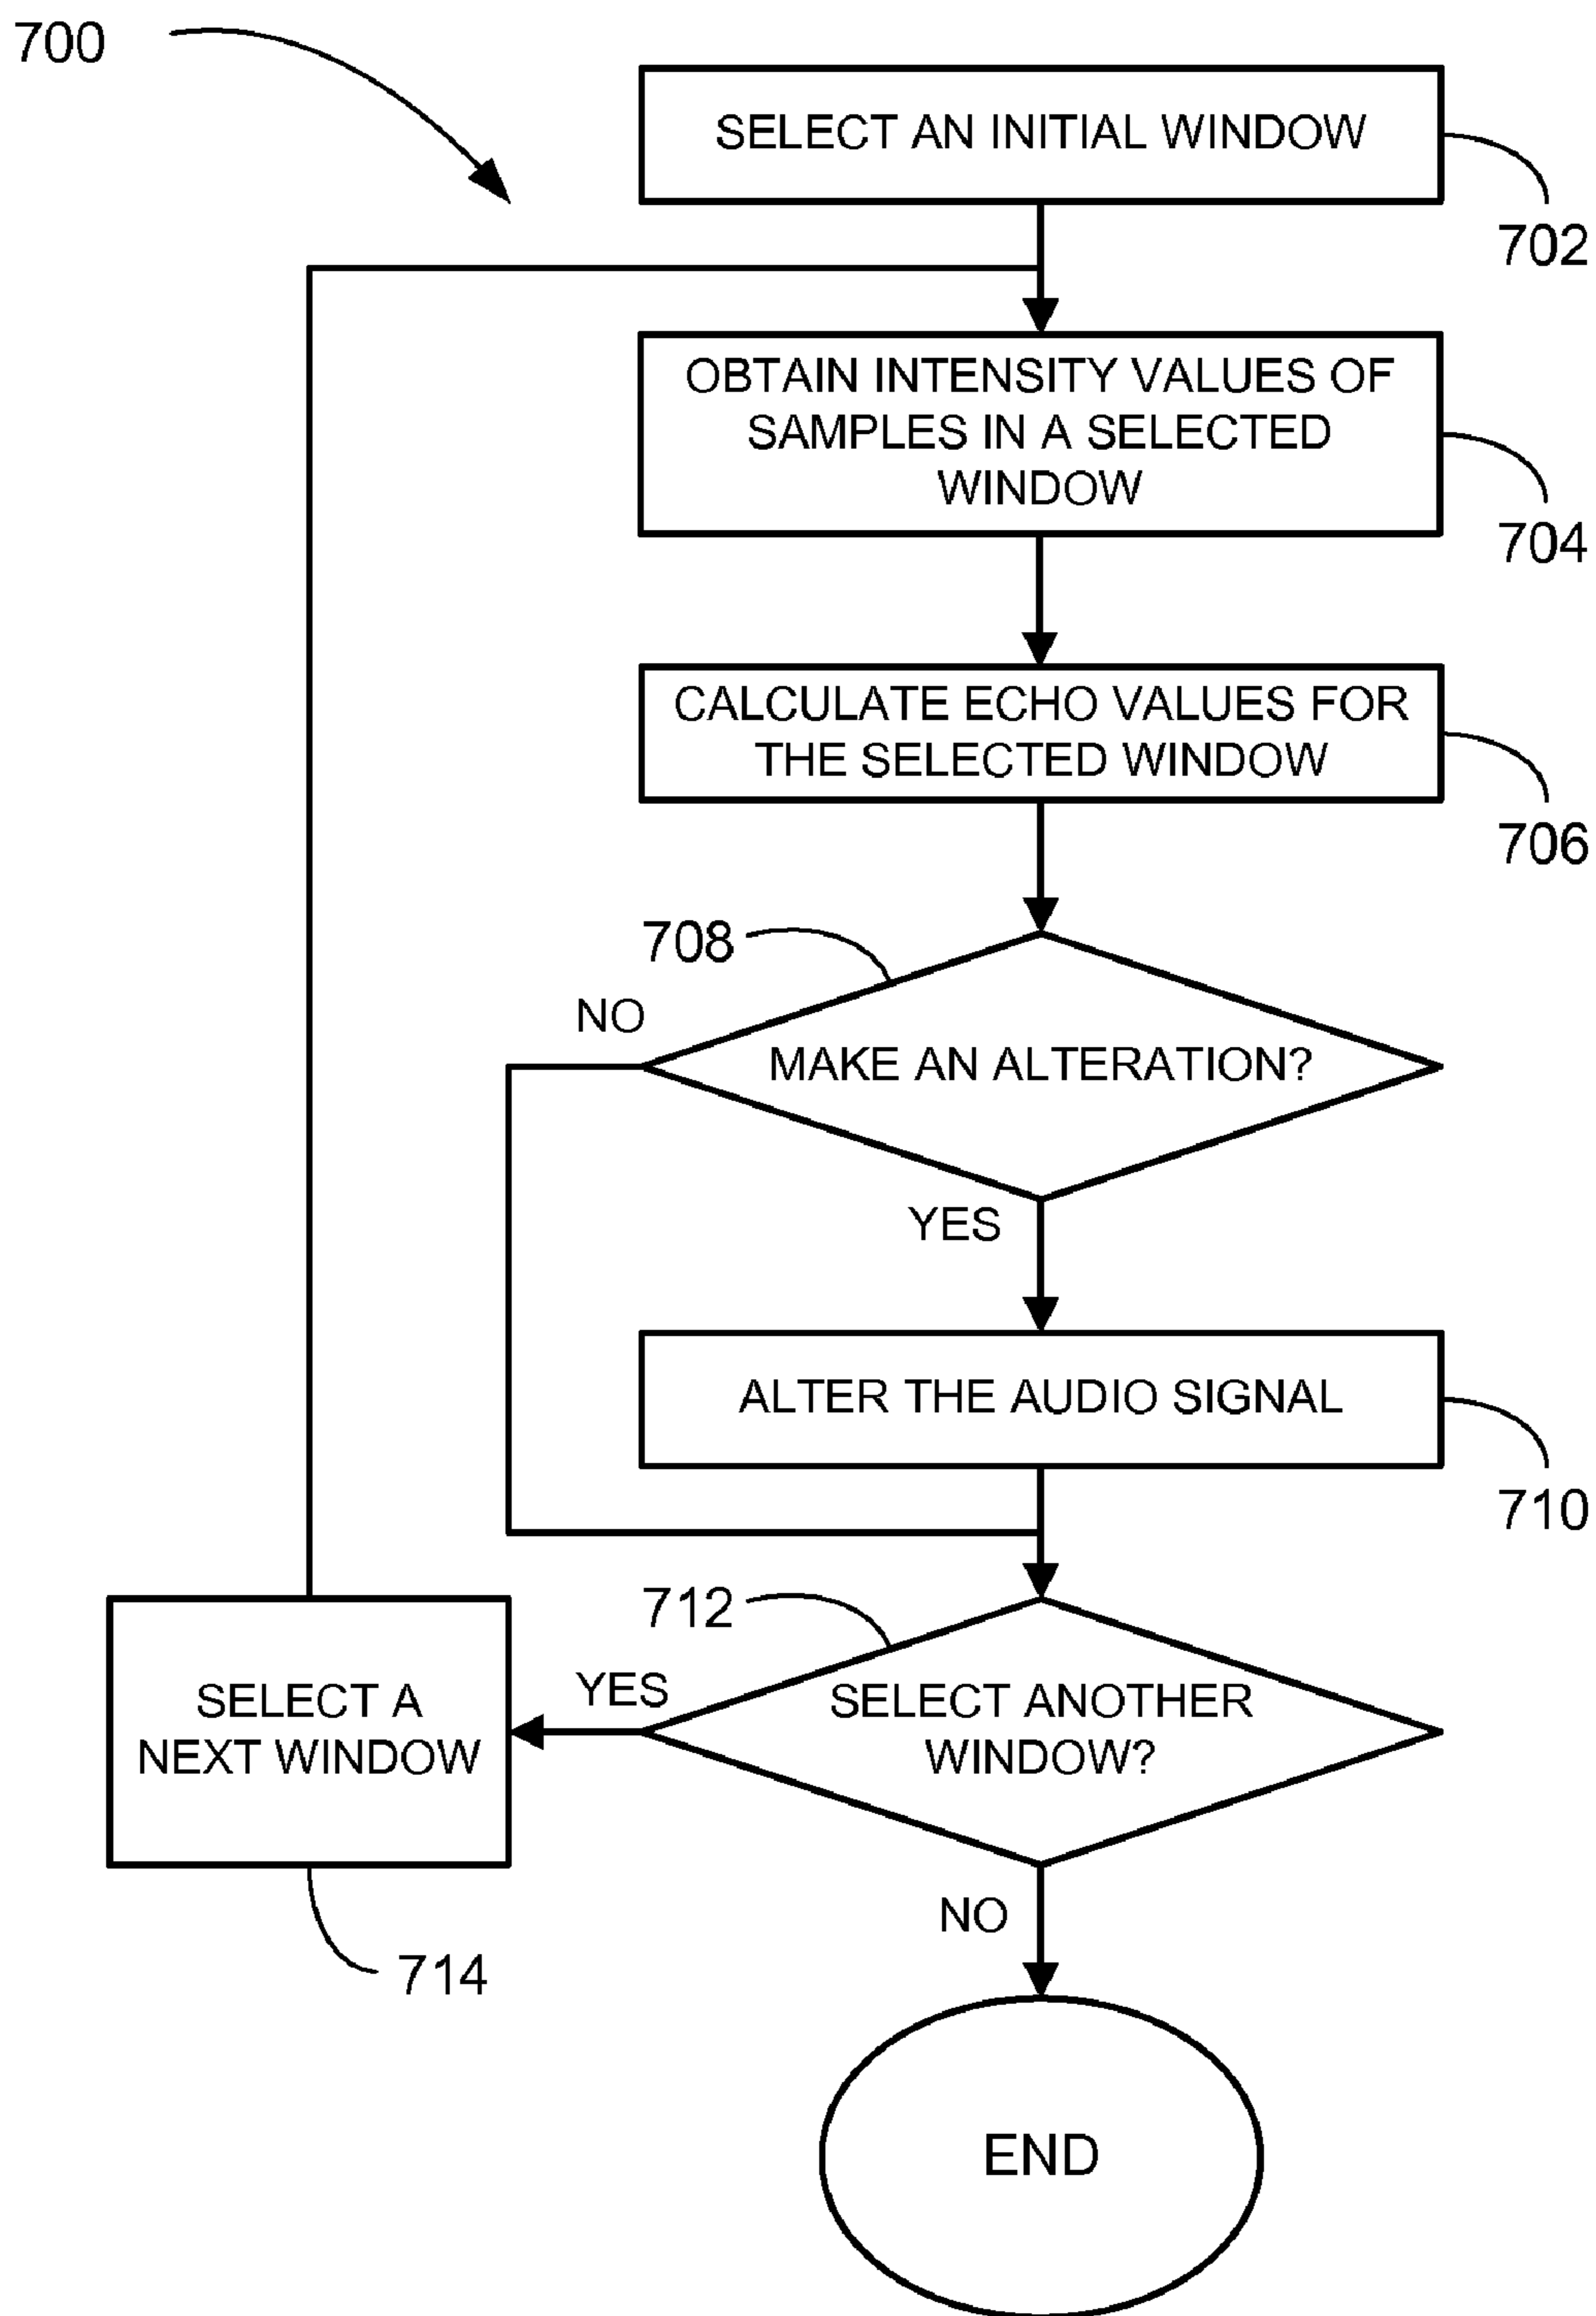 700
SELECT AN INITIAL WINDOW
702
OBTAIN INTENSITY VALUES OF
SAMPLES IN A SELECTED
WINDOW
704
CALCULATE ECHO VALUES FOR
THE SELECTED WINDOW
706
708
NO
MAKE AN ALTERATION?
YES
ALTER THE AUDIO SIGNAL
710
712
YES
SELECT ANOTHER
WINDOW?
SELECT A
NEXT WINDOW
714
NO
END